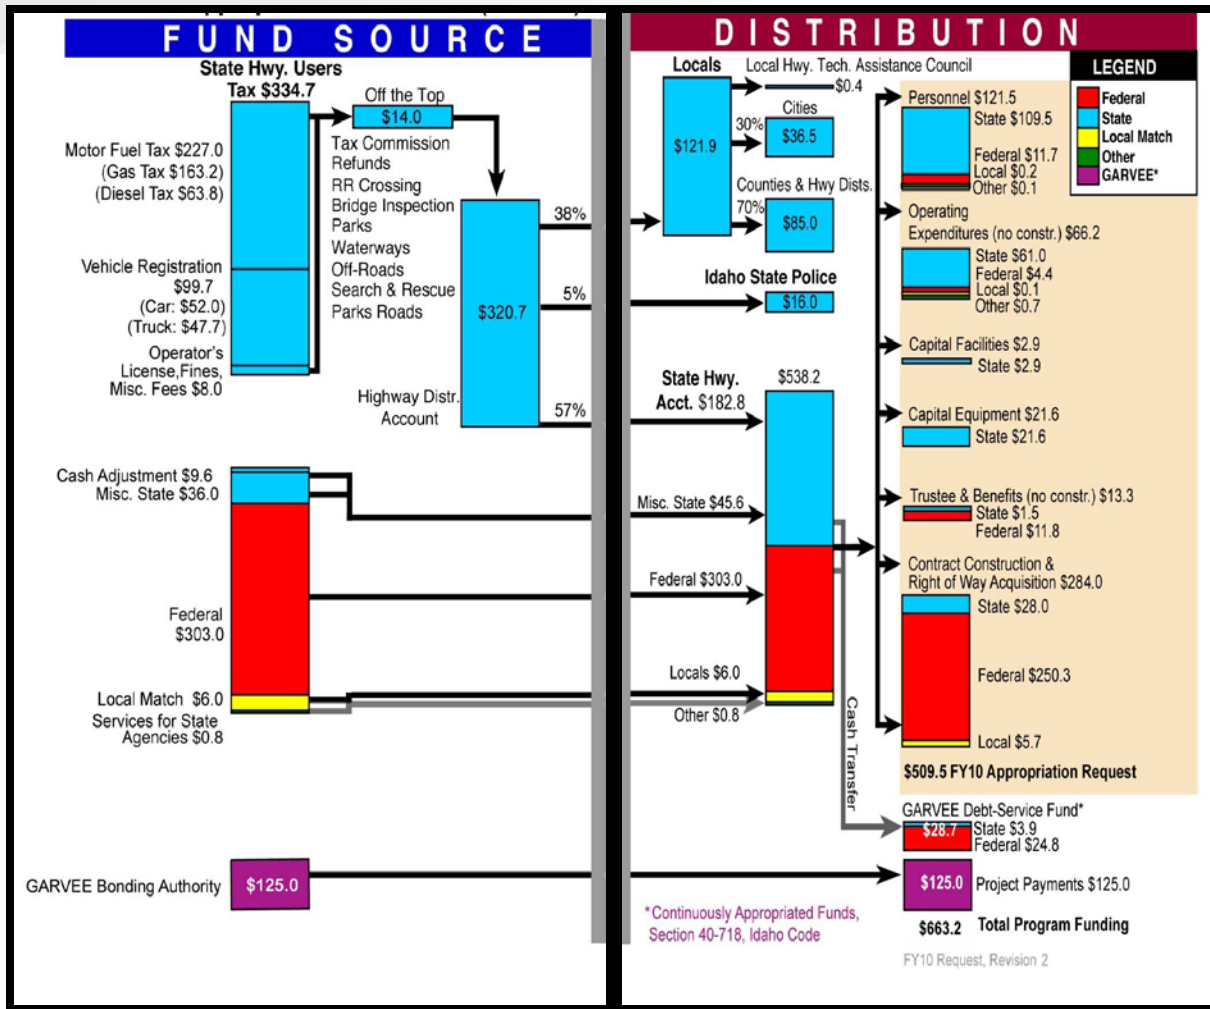 FUND SOURCE
State Hwy. Users
Tax $334.7
Off the Top
$14.0
Motor Fuel Tax $227.0
(Gas Tax $163.2)
(Diesel Tax $63.8)
Tax Commission
Refunds
RR Crossing
Bridge Inspection
Parks
Waterways
Off-Roads
Search & Rescue
Parks Roads
Vehicle Registration
$99.7
(Car: $52.0)
(Truck: $47.7)
Operator's
License,Fines,
Misc. Fees $8.0
$320.7
Highway Distr.
Account
38%
5%
57%
Cash Adjustment $9.6
Misc. State $36.0
Federal
$303.0
Local Match $6.0
Services for State
Agencies $0.8
GARVEE Bonding Authority
$125.0
DISTRIBUTION
Locals
$121.9
Local Hwy. Tech. Assistance Council
$0.4
Cities
30%
$36.5
Counties & Hwy Dists.
70%
$85.0
Idaho State Police
$16.0
State Hwy.
Acct. $182.8
$538.2
Misc. State $45.6
Federal $303.0
Locals $6.0
Other $0.8
Cash Transfer
LEGEND
Federal
State
Local Match
Other
GARVEE*
Personnel $121.5
State $109.5
Federal $11.7
Local $0.2
Other $0.1
Operating
Expenditures (no constr.) $66.2
State $61.0
Federal $4.4
Local $0.1
Other $0.7
Capital Facilities $2.9
State $2.9
Capital Equipment $21.6
State $21.6
Trustee & Benefits (no constr.) $13.3
State $1.5
Federal $11.8
Contract Construction &
Right of Way Acquisition $284.0
State $28.0
Federal $250.3
Local $5.7
$509.5 FY10 Appropriation Request
GARVEE Debt-Service Fund*
$28.7
State $3.9
Federal $24.8
$125.0
Project Payments $125.0
$663.2 Total Program Funding
*Continuously Appropriated Funds,
Section 40-718, Idaho Code
FY10 Request, Revision 2